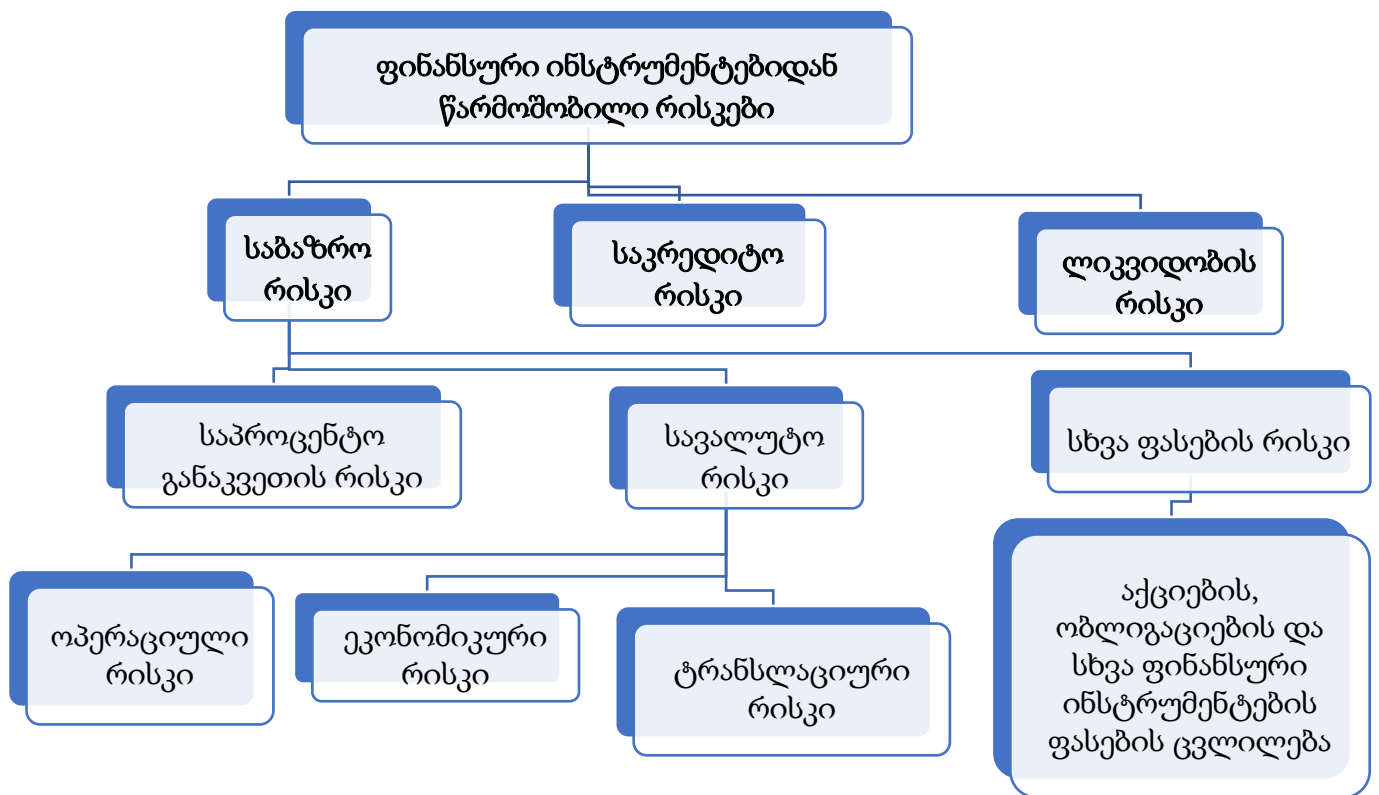 ფინანსური ინსტრუმენტებიდან
წარმოშობილი რისკები
საბაზრო
რისკი
საკრედიტო
რისკი
ლიკვიდობის
რისკი
საპროცენტო
განაკვეთის რისკი
სავალუტო
რისკი
სხვა ფასების რისკი
ოპერაციული
რისკი
ეკონომიკური
რისკი
ტრანსლაციური
რისკი
აქციების,
ობლიგაციების და
სხვა ფინანსური
ინსტრუმენტების
ფასების ცვლილება